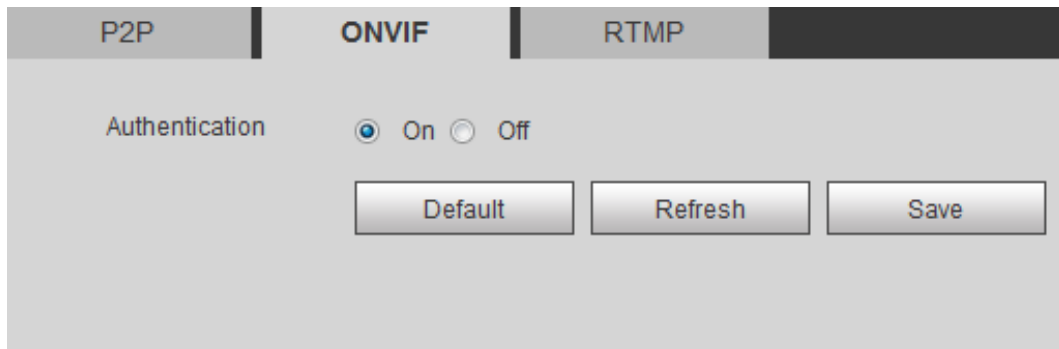 P2P ONVIF RTMP
Authentication On Off
Default Refresh Save